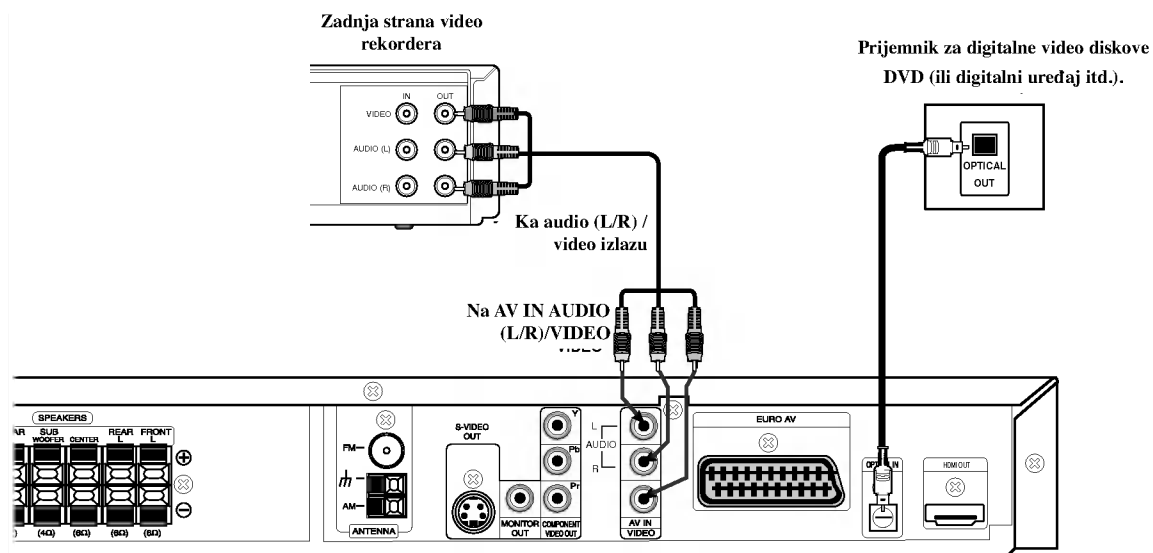 Zadnja strana video
rekordera
Prijemnik za digitalne video diskove
DVD (ili digitalni uređaj itd.).
IN OUT
VIDEO
AUDIO (L)
AUDIO (R)
OPTICAL
OUT
Ka audio (L/R) /
video izlazu
Na AV IN AUDIO
(L/R)/VIDEO
SPEAKERS
SUB
WOOFER
CENTER
REAR
L
FRONT
L
(4Ω) (6Ω) (6Ω) (6Ω)
FM
AM
ANTENNA
S-VIDEO
OUT
MONITOR
OUT
Y
Pb
Pr
COMPONENT
VIDEO OUT
L
AUDIO
R
AV IN
VIDEO
EURO AV
HDMI OUT